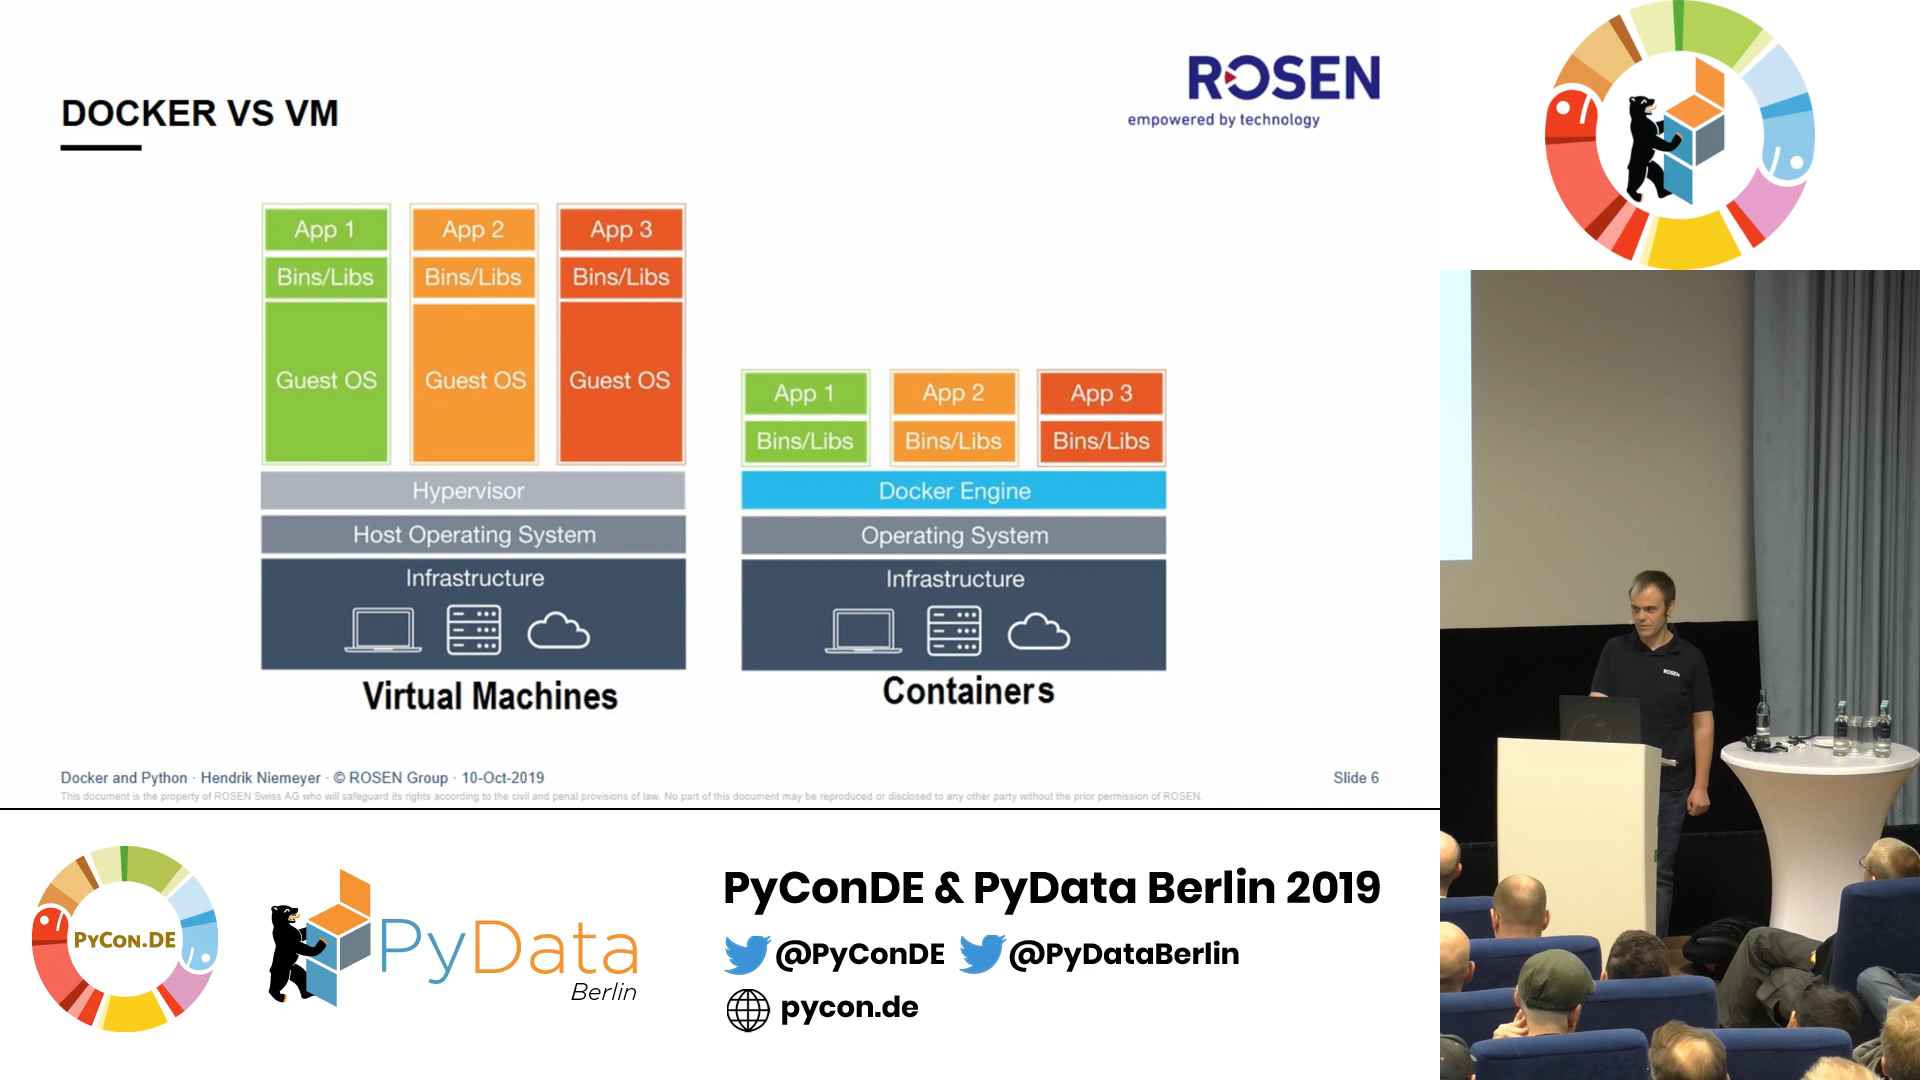 DOCKER VS VM
ROSEN
empowered by technology
App 1
App 2
App 3
Bins/Libs
Bins/Libs
Bins/Libs
Guest OS
Guest OS
Guest OS
Hypervisor
Host Operating System
Infrastructure
Virtual Machines
App 1
App 2
App 3
Bins/Libs
Bins/Libs
Bins/Libs
Docker Engine
Operating System
Infrastructure
Containers
Docker and Python · Hendrik Niemeyer · © ROSEN Group · 10-Oct-2019
Slide 6
This document is the property of ROSEN Swiss AG who will safeguard its rights according to the civil and penal provisions of law. No part of this document may be reproduced or disclosed to any other party without the prior permission of ROSEN.
ROSEN
PYCON.DE
PyData
Berlin
PyConDE & PyData Berlin 2019
@PyConDE @PyDataBerlin
pycon.de